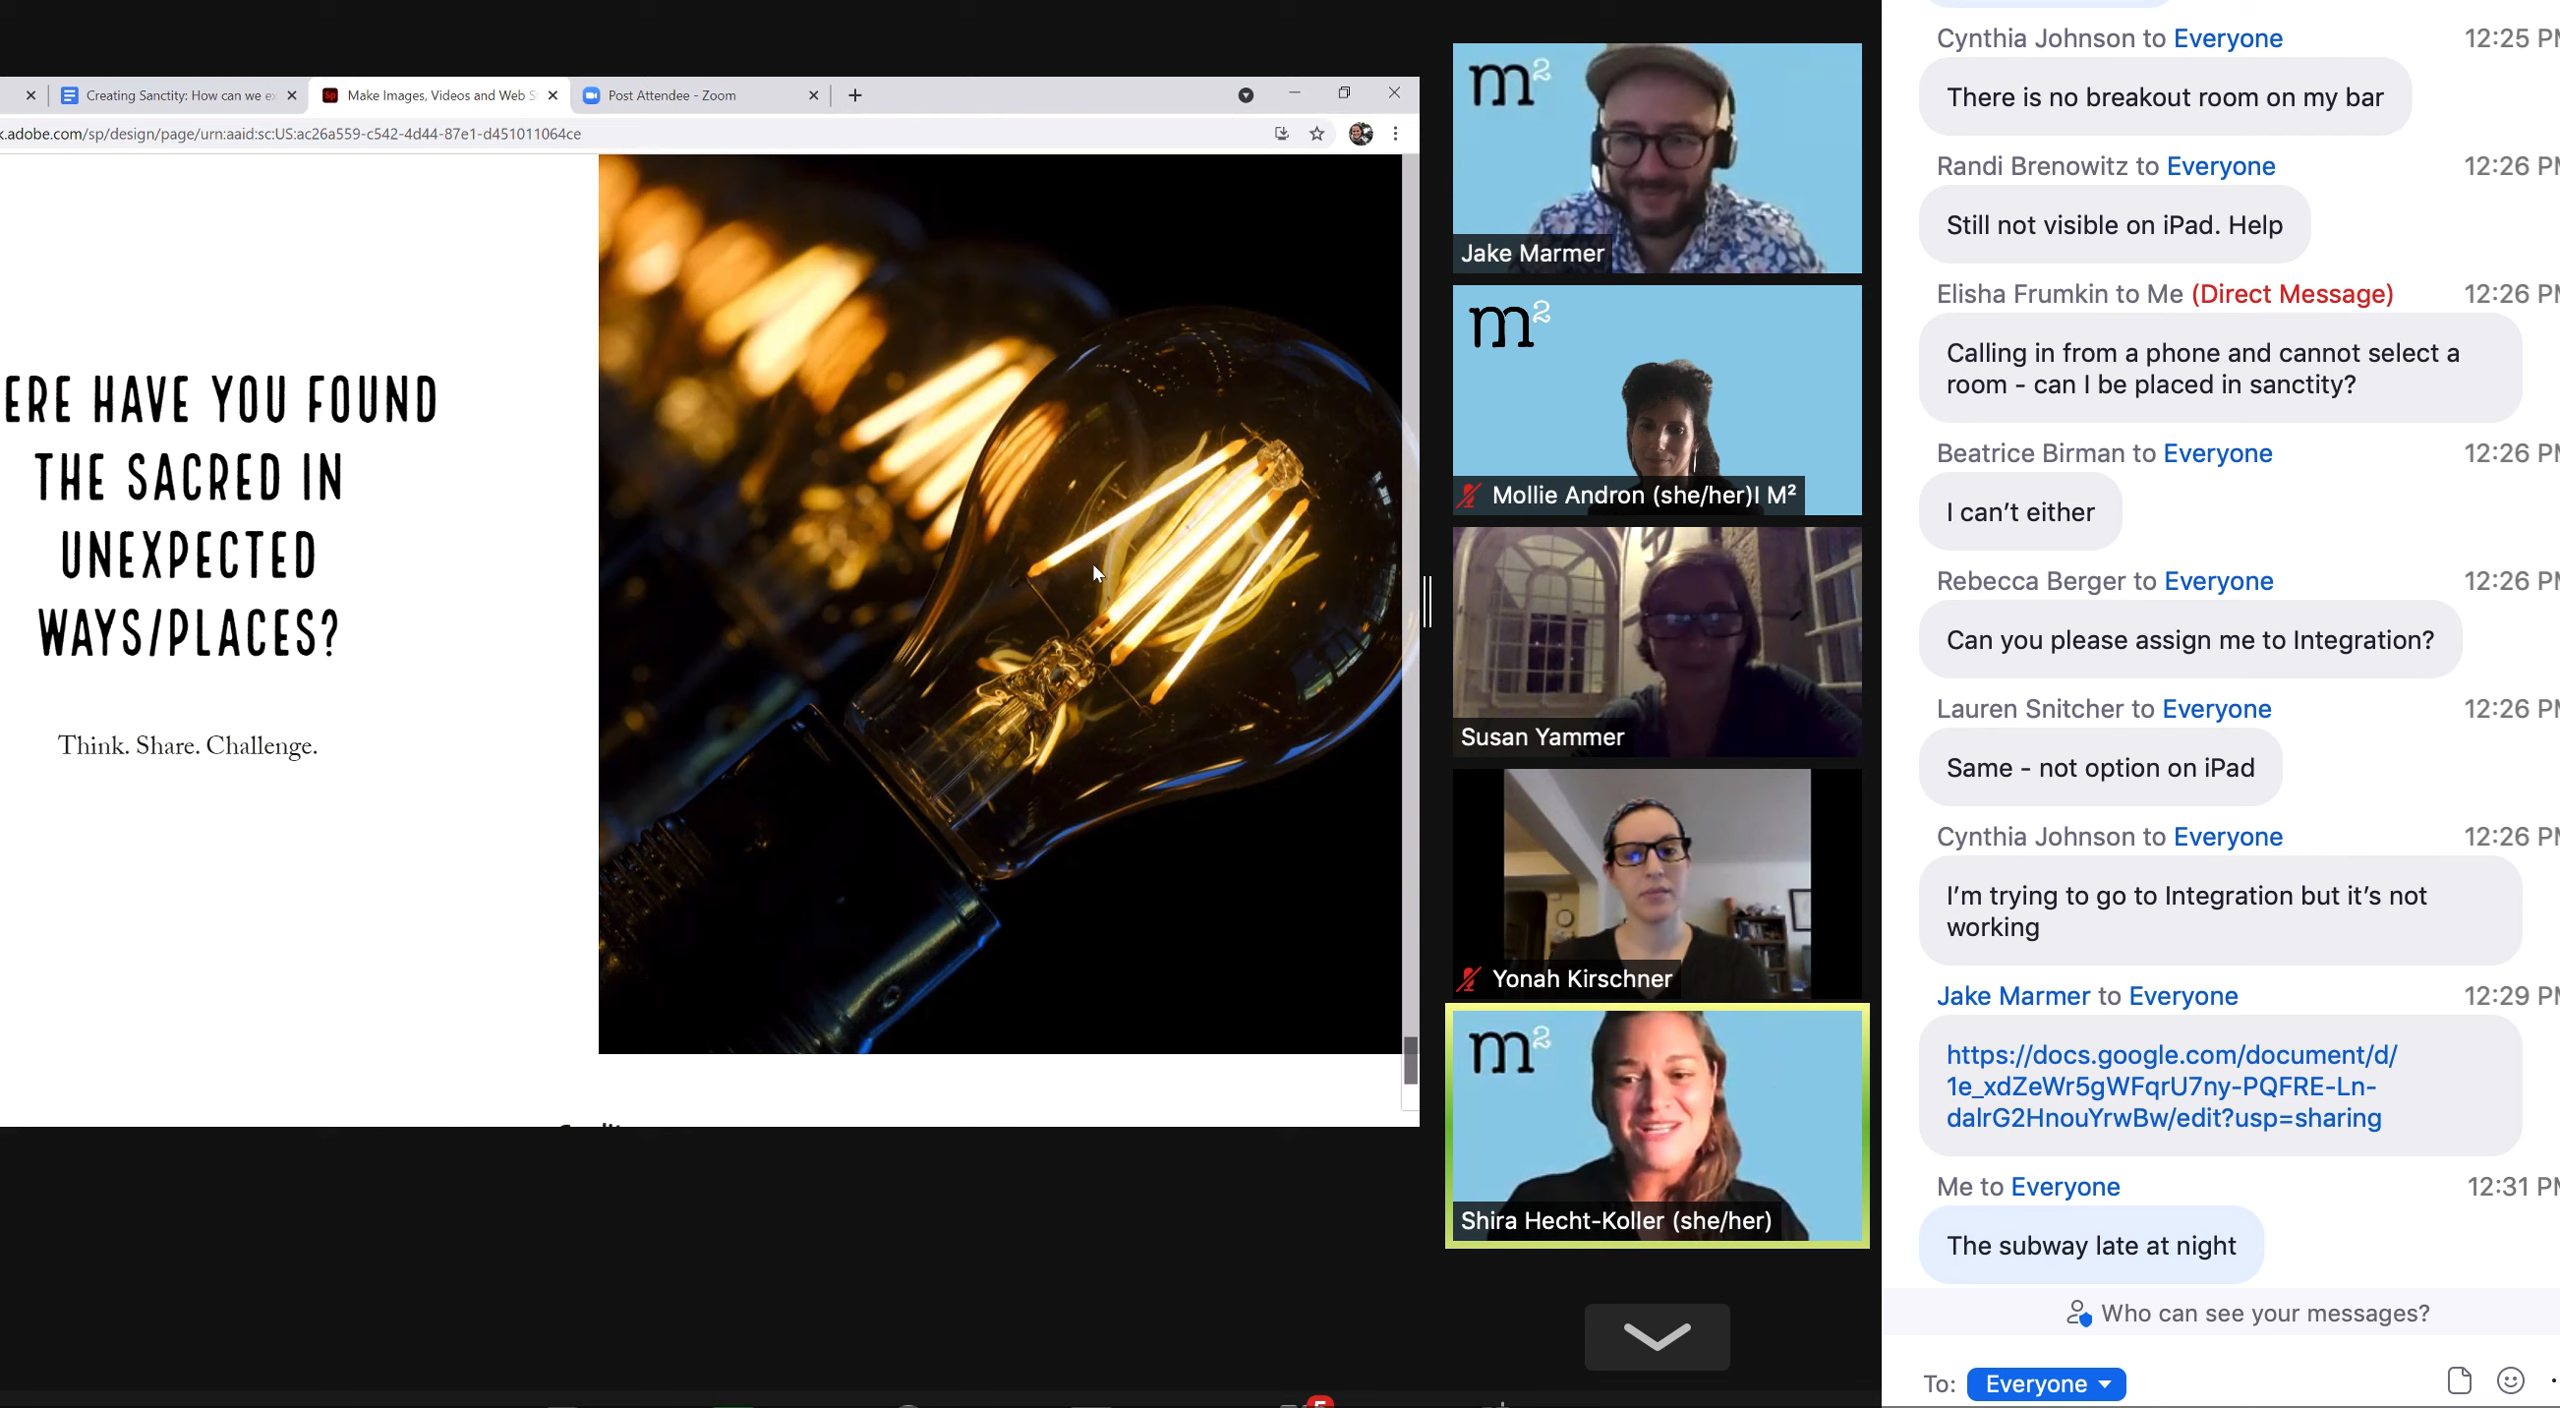 Creating Sanctity: How can we ex
Make Images, Videos and Web S
Post Attendee - Zoom
k.adobe.com/sp/design/page/urn:aaid:sc:US:ac26a559-c542-4d44-87e1-d451011064ce
ERE HAVE YOU FOUND
THE SACRED IN
UNEXPECTED
WAYS/PLACES?
Think. Share. Challenge.
m²
Jake Marmer
m²
Mollie Andron (she/her)I M²
Susan Yammer
Yonah Kirschner
m²
Shira Hecht-Koller (she/her)
5
Cynthia Johnson to Everyone 12:25 PM
There is no breakout room on my bar
Randi Brenowitz to Everyone 12:26 PM
Still not visible on iPad. Help
Elisha Frumkin to Me (Direct Message) 12:26 PM
Calling in from a phone and cannot select a
room - can I be placed in sanctity?
Beatrice Birman to Everyone 12:26 PM
I can't either
Rebecca Berger to Everyone 12:26 PM
Can you please assign me to Integration?
Lauren Snitcher to Everyone 12:26 PM
Same - not option on iPad
Cynthia Johnson to Everyone 12:26 PM
I'm trying to go to Integration but it's not
working
Jake Marmer to Everyone 12:29 PM
https://docs.google.com/document/d/
1e_xdZeWr5gWFqrU7ny-PQFRE-Ln-
dalrG2HnouYrwBw/edit?usp=sharing
Me to Everyone 12:31 PM
The subway late at night
Who can see your messages?
To: Everyone